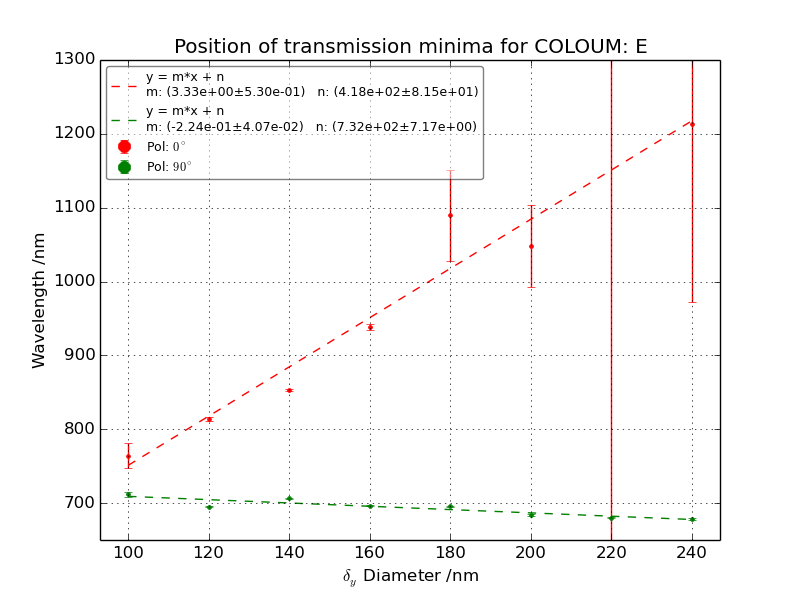 Position of transmission minima for COLOUM: E
1300
1200
1100
1000
900
800
700
Wavelength /nm
y = m*x + n
m: (3.33e+00±5.30e-01) n: (4.18e+02±8.15e+01)
y = m*x + n
m: (-2.24e-01±4.07e-02) n: (7.32e+02±7.17e+00)
Pol: 0°
Pol: 90°
100 120 140 160 180 200 220 240
δy Diameter /nm